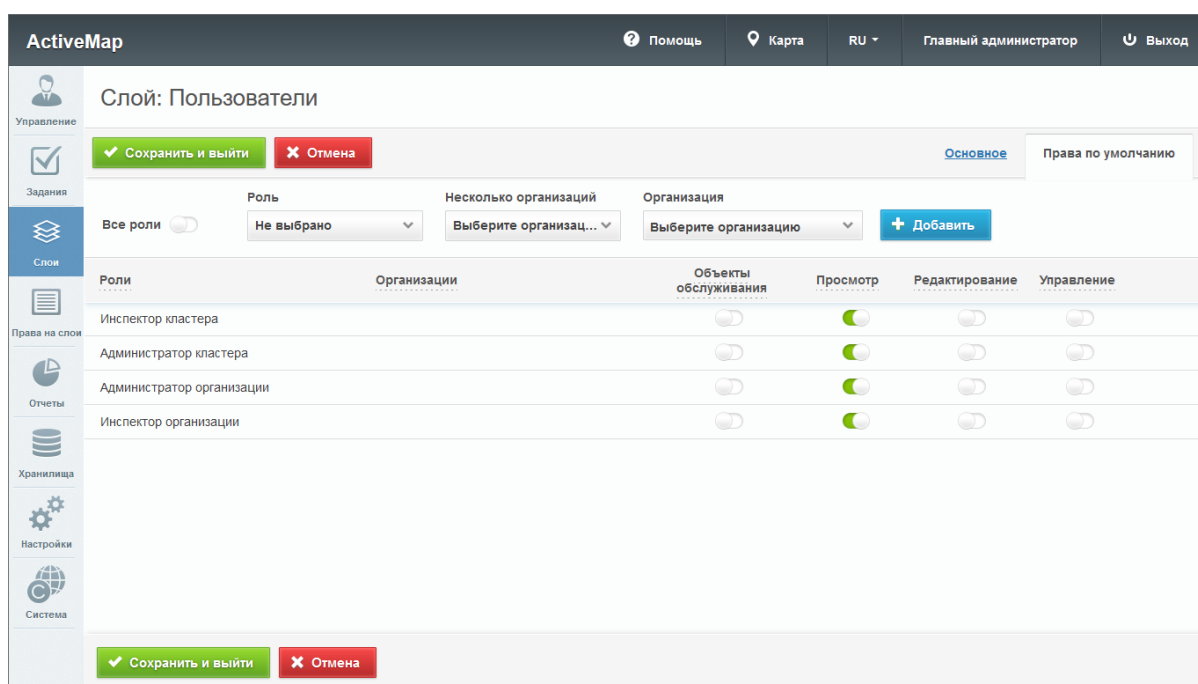 ActiveMap
Помощь
Карта
RU
Главный администратор
Выход
Управление
Задания
Слои
Права на слои
Отчеты
Хранилища
Настройки
Система
Слой: Пользователи
Сохранить и выйти
Отмена
Основное
Права по умолчанию
Все роли
Роль
Не выбрано
Несколько организаций
Выберите организац...
Организация
Выберите организацию
Добавить
Роли
Организации
Объекты
обслуживания
Просмотр
Редактирование
Управление
Инспектор кластера
Администратор кластера
Администратор организации
Инспектор организации
Сохранить и выйти
Отмена